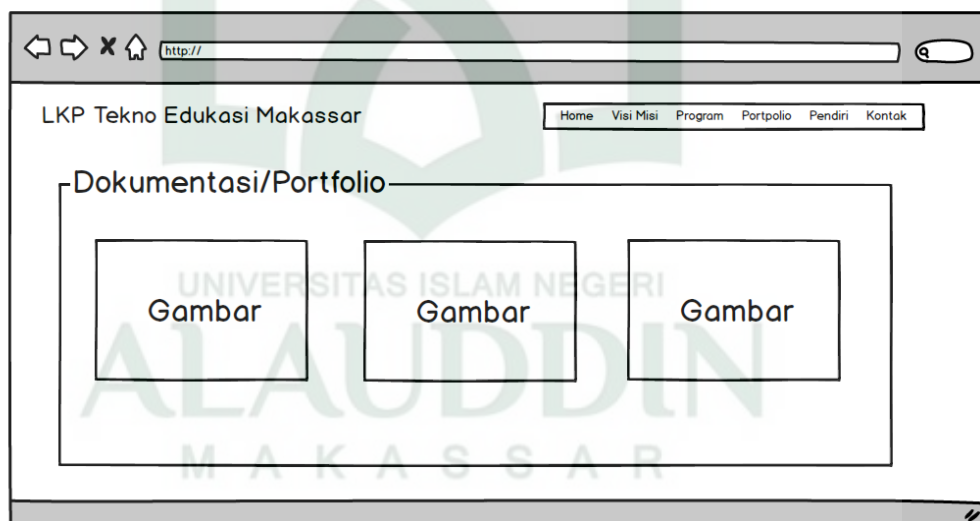 http://
LKP Tekno Edukasi Makassar
Home Visi Misi Program Portpolio Pendiri Kontak
Dokumentasi/Portfolio
Gambar Gambar Gambar
UNIVERSITAS ISLAM NEGERI
ALAUDDIN
MAKASSAR